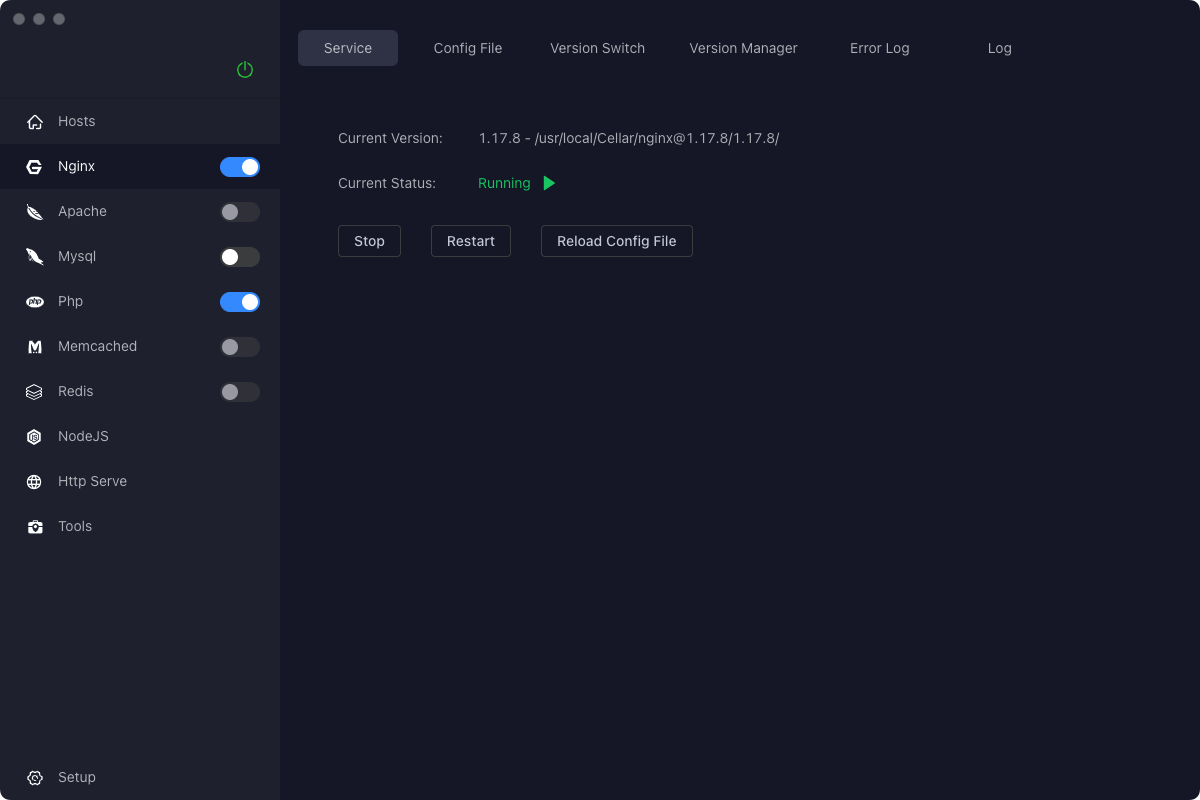 Service Config File Version Switch Version Manager Error Log Log
Hosts
Nginx
Apache
Mysql
Php
Memcached
Redis
NodeJS
Http Serve
Tools
Setup
Current Version: 1.17.8 - /usr/local/Cellar/nginx@1.17.8/1.17.8/
Current Status: Running
Stop Restart Reload Config File